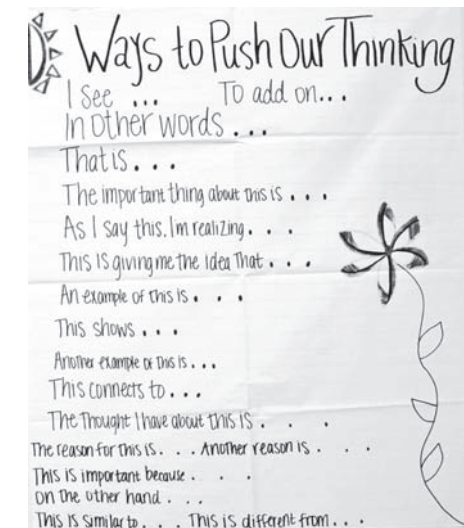 Ways to Push Our Thinking
I see ... To add on...
In other words ...
That is ...
The important thing about this is ...
As I say this. I'm realizing ...
This is giving me the idea that ...
An example of this is ...
This shows ...
Another example of this is ...
This connects to ...
The thought I have about this is ...
The reason for this is ... Another reason is ...
This is important because ...
on the other hand ...
This is similar to ... This is different from ...